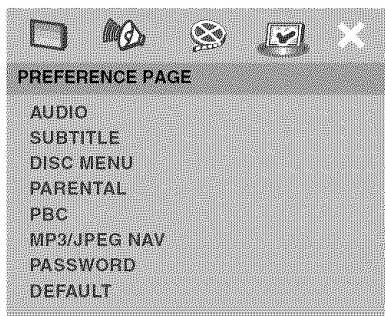 PREFERENCE PAGE
AUDIO
SUBTITLE
DISC MENU
PARENTAL
PBC
MP3/JPEG NAV
PASSWORD
DEFAULT